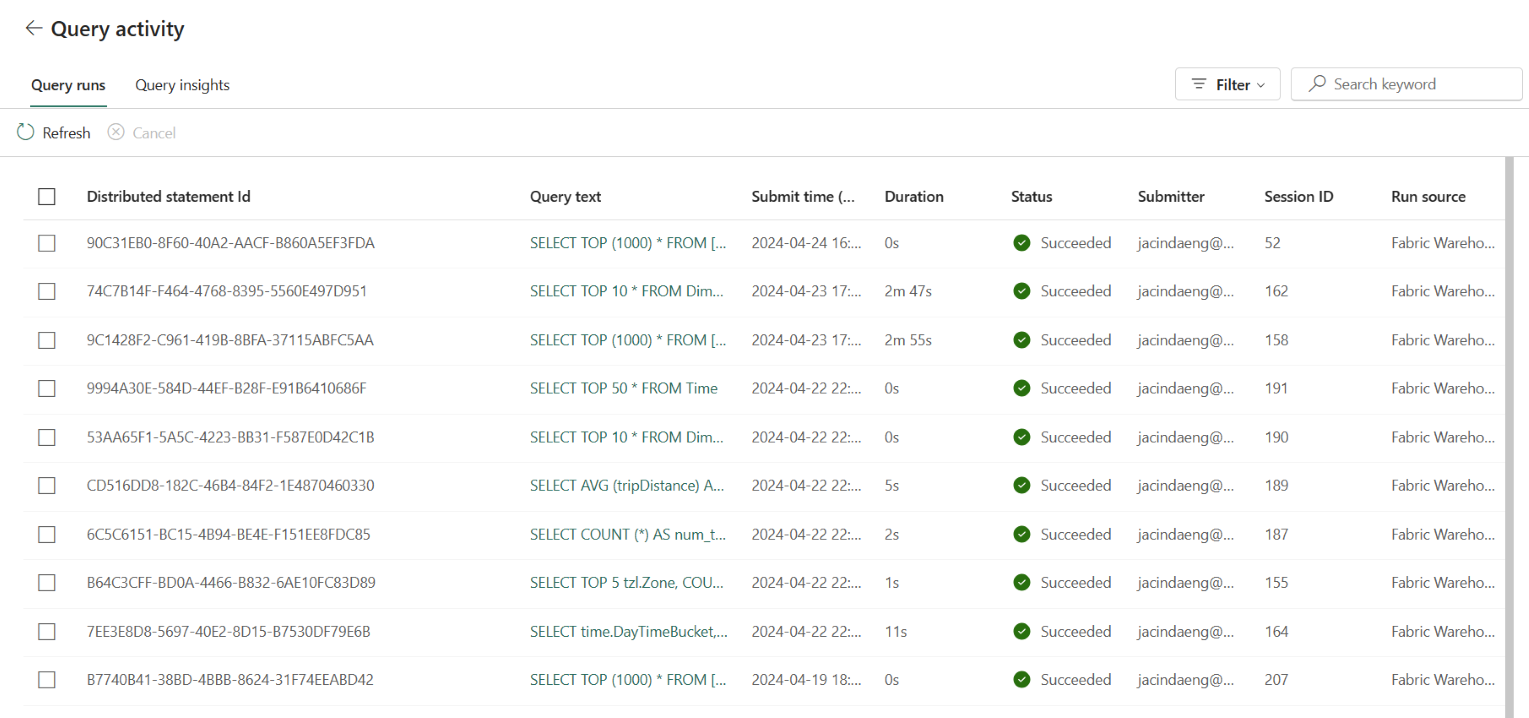 Query activity
Query runs Query insights Filter Search keyword
Refresh Cancel
Distributed statement Id Query text Submit time (... Duration Status Submitter Session ID Run source
90C31EB0-8F60-40A2-AACF-B860A5EF3FDA SELECT TOP (1000) * FROM [... 2024-04-24 16:... 0s Succeeded jacindaeng@... 52 Fabric Wareho...
74C7B14F-F464-4768-8395-5560E497D951 SELECT TOP 10 * FROM Dim... 2024-04-23 17:... 2m 47s Succeeded jacindaeng@... 162 Fabric Wareho...
9C1428F2-C961-419B-8BFA-37115ABFC5AA SELECT TOP (1000) * FROM [... 2024-04-23 17:... 2m 55s Succeeded jacindaeng@... 158 Fabric Wareho...
9994A30E-584D-44EF-B28F-E91B6410686F SELECT TOP 50 * FROM Time 2024-04-22 22:... 0s Succeeded jacindaeng@... 191 Fabric Wareho...
53AA65F1-5A5C-4223-BB31-F587E0D42C1B SELECT TOP 10 * FROM Dim... 2024-04-22 22:... 0s Succeeded jacindaeng@... 190 Fabric Wareho...
CD516DD8-182C-46B4-84F2-1E4870460330 SELECT AVG (tripDistance) A... 2024-04-22 22:... 5s Succeeded jacindaeng@... 189 Fabric Wareho...
6C5C6151-BC15-4B94-BE4E-F151EE8FDC85 SELECT COUNT (*) AS num_t... 2024-04-22 22:... 2s Succeeded jacindaeng@... 187 Fabric Wareho...
B64C3CFF-BD0A-4466-B832-6AE10FC83D89 SELECT TOP 5 tzl.Zone, COU... 2024-04-22 22:... 1s Succeeded jacindaeng@... 155 Fabric Wareho...
7EE3E8D8-5697-40E2-8D15-B7530DF79E6B SELECT time.DayTimeBucket,... 2024-04-22 22:... 11s Succeeded jacindaeng@... 164 Fabric Wareho...
B7740B41-38BD-4BBB-8624-31F74EEABD42 SELECT TOP (1000) * FROM [... 2024-04-19 18:... 0s Succeeded jacindaeng@... 207 Fabric Wareho...